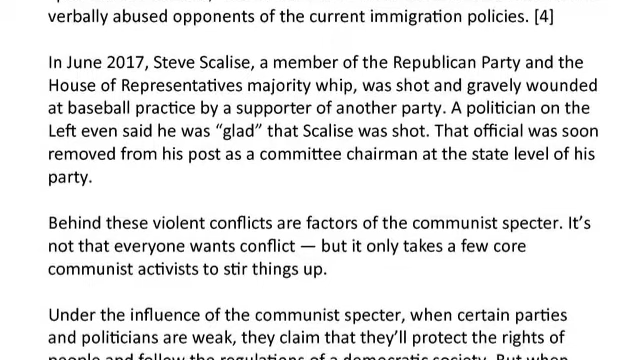 verbally abused opponents of the current immigration policies. [4]
In June 2017, Steve Scalise, a member of the Republican Party and the
House of Representatives majority whip, was shot and gravely wounded
at baseball practice by a supporter of another party. A politician on the
Left even said he was “glad” that Scalise was shot. That official was soon
removed from his post as a committee chairman at the state level of his
party.
Behind these violent conflicts are factors of the communist specter. It’s
not that everyone wants conflict — but it only takes a few core
communist activists to stir things up.
Under the influence of the communist specter, when certain parties
and politicians are weak, they claim that they’ll protect the rights of
people and follow the regulations of a democratic society. But when